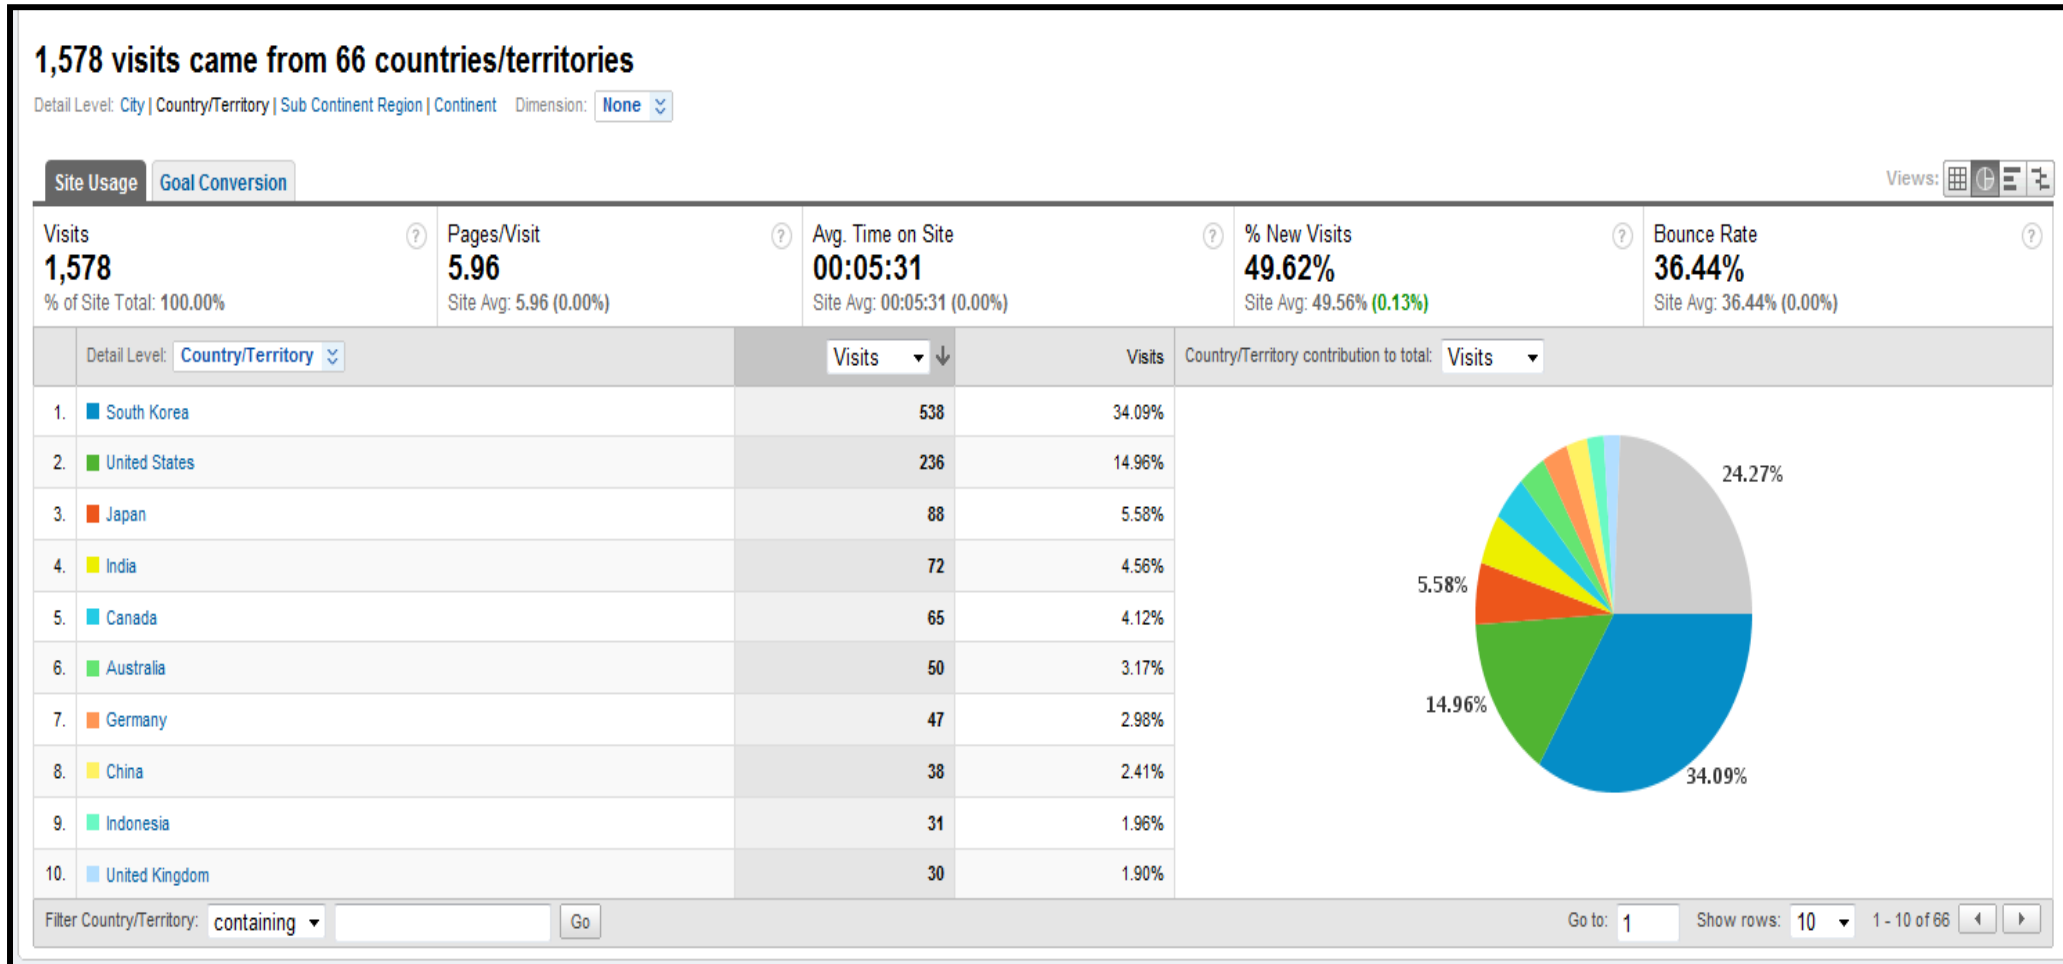 1,578 visits came from 66 countries/territories
Detail Level: City | Country/Territory | Sub Continent Region | Continent Dimension: None
Site Usage Goal Conversion Views:
Visits ? Pages/Visit ? Avg. Time on Site ? % New Visits ? Bounce Rate ?
1,578 5.96 00:05:31 49.62% 36.44%
% of Site Total: 100.00% Site Avg: 5.96 (0.00%) Site Avg: 00:05:31 (0.00%) Site Avg: 49.56% (0.13%) Site Avg: 36.44% (0.00%)
Detail Level: Country/Territory Visits Visits Country/Territory contribution to total: Visits
1. South Korea 538 34.09%
2. United States 236 14.96%
3. Japan 88 5.58%
4. India 72 4.56%
5. Canada 65 4.12%
6. Australia 50 3.17%
7. Germany 47 2.98%
8. China 38 2.41%
9. Indonesia 31 1.96%
10. United Kingdom 30 1.90%
24.27%
5.58%
14.96%
34.09%
Filter Country/Territory: containing Go Go to: 1 Show rows: 10 1 - 10 of 66